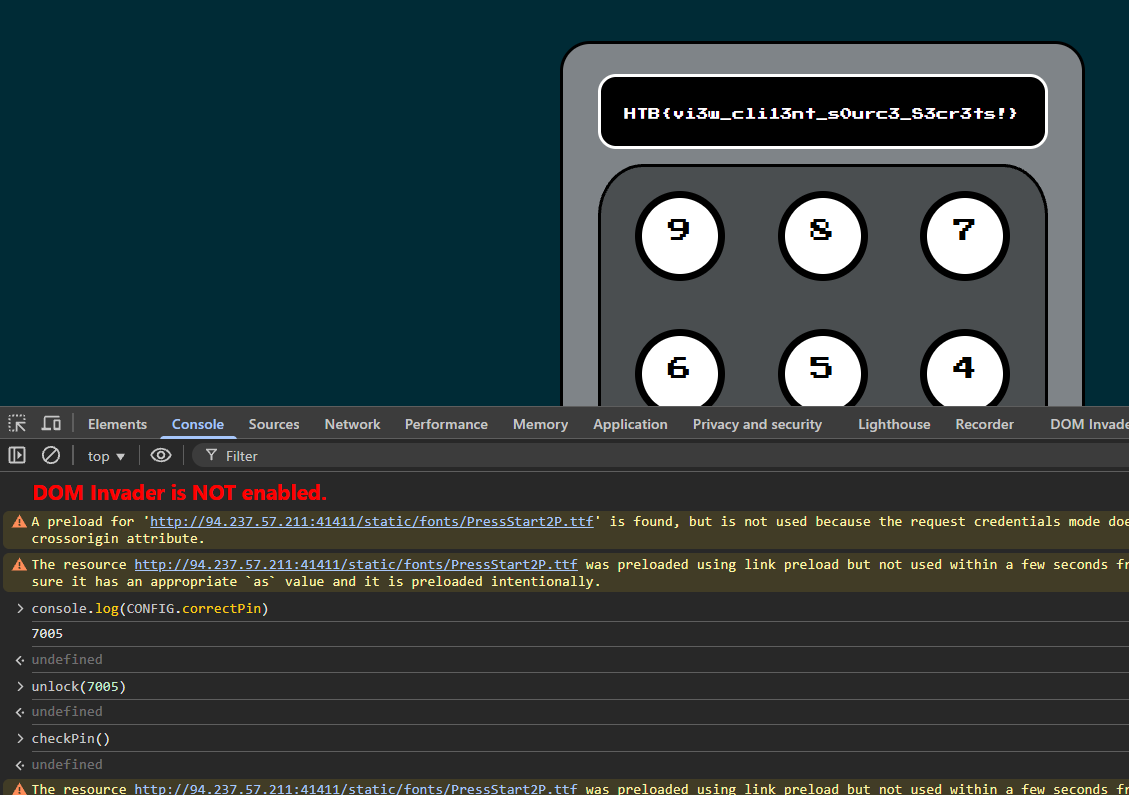 HTB{vi3w_cli13nt_s0urc3_S3cr3ts!}
9 8 7
6 5 4
Elements Console Sources Network Performance Memory Application Privacy and security Lighthouse Recorder DOM Invade
top ▼ Filter
DOM Invader is NOT enabled.
A preload for 'http://94.237.57.211:41411/static/fonts/PressStart2P.ttf' is found, but is not used because the request credentials mode doe
crossorigin attribute.
The resource http://94.237.57.211:41411/static/fonts/PressStart2P.ttf was preloaded using link preload but not used within a few seconds fr
sure it has an appropriate `as` value and it is preloaded intentionally.
> console.log(CONFIG.correctPin)
7005
undefined
> unlock(7005)
undefined
> checkPin()
undefined
The resource http://94.237.57.211:41411/static/fonts/PressStart2P.ttf was preloaded using link preload but not used within a few seconds fr